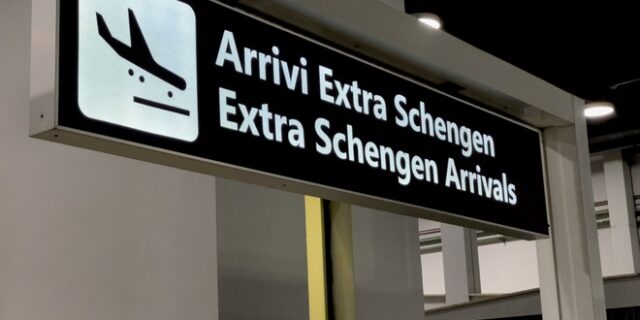 Arrivi Extra Schengen
Extra Schengen Arrivals